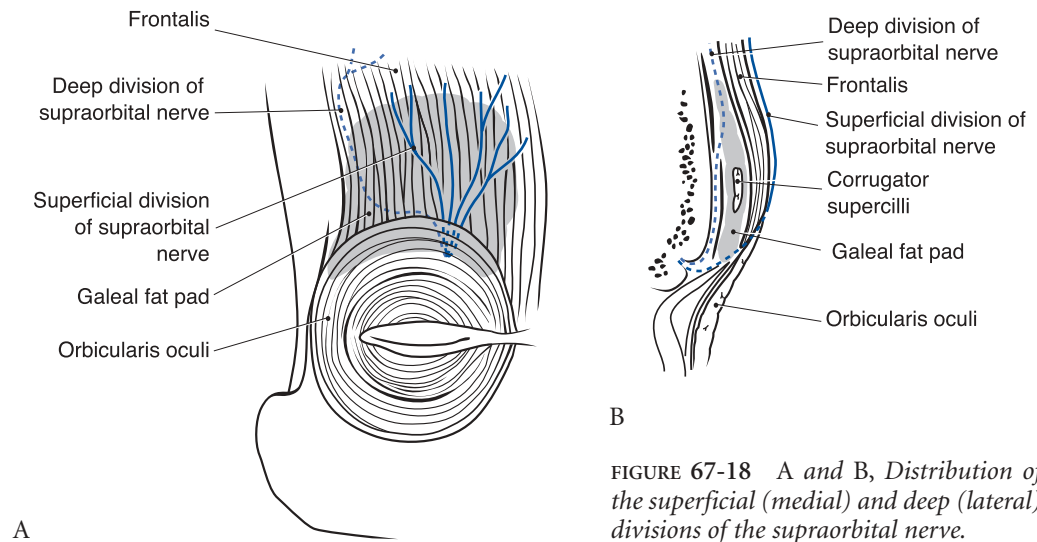 Frontalis
Deep division of
supraorbital nerve
Superficial division
of supraorbital
nerve
Galeal fat pad
Orbicularis oculi
A
Deep division of
supraorbital nerve
Frontalis
Superficial division of
supraorbital nerve
Corrugator
supercilli
Galeal fat pad
Orbicularis oculi
B
FIGURE 67-18 A and B, Distribution of
the superficial (medial) and deep (lateral)
divisions of the supraorbital nerve.